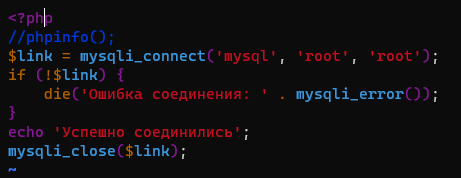 <?php
//phpinfo();
$link = mysqli_connect('mysql', 'root', 'root');
if (!$link) {
    die('Ошибка соединения: ' . mysqli_error());
}
echo 'Успешно соединились';
mysqli_close($link);
~